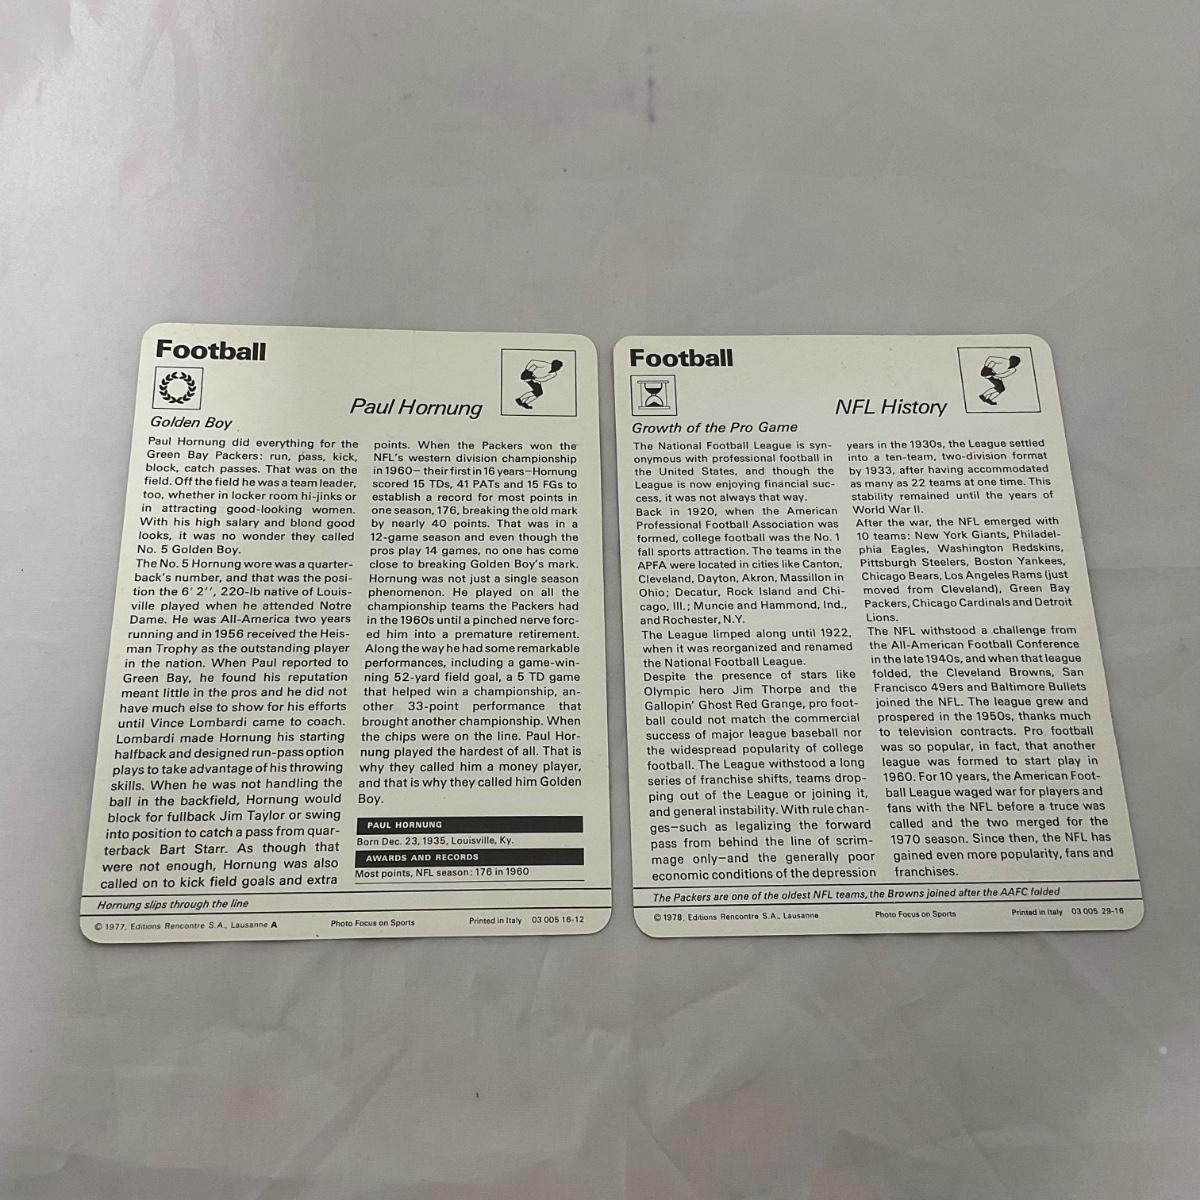 Football
Paul Hornung
Golden Boy
Paul Hornung did everything for the
Green Bay Packers: run, pass, kick,
block, catch passes. That was on the
field. Off the field he was a team leader,
too, whether in locker room hi-jinks or
in attracting good-looking women.
With his high salary and blond good
looks, it was no wonder they called
No. 5 Golden Boy.
The No. 5 Hornung wore was a quarter-
back's number, and that was the posi-
tion the 6' 2'', 220-lb native of Louis-
ville played when he attended Notre
Dame. He was All-America two years
running and in 1956 received the Heis-
man Trophy as the outstanding player
in the nation. When Paul reported to
Green Bay, he found his reputation
meant little in the pros and he did not
have much else to show for his efforts
until Vince Lombardi came to coach.
Lombardi made Hornung his starting
halfback and designed run-pass option
plays to take advantage of his throwing
skills. When he was not handling the
ball in the backfield, Hornung would
block for fullback Jim Taylor or swing
into position to catch a pass from quar-
terback Bart Starr. As though that
were not enough, Hornung was also
called on to kick field goals and extra
points. When the Packers won the
NFL's western division championship
in 1960—their first in 16 years—Hornung
scored 15 TDs, 41 PATs and 15 FGs to
establish a record for most points in
one season, 176, breaking the old mark
by nearly 40 points. That was in a
12-game season and even though the
pros play 14 games, no one has come
close to breaking Golden Boy's mark.
Hornung was not just a single season
phenomenon. He played on all the
championship teams the Packers had
in the 1960s until a pinched nerve forc-
ed him into a premature retirement.
Along the way he had some remarkable
performances, including a game-win-
ning 52-yard field goal, a 5 TD game
that helped win a championship, an-
other 33-point performance that
brought another championship. When
the chips were on the line. Paul Hor-
nung played the hardest of all. That is
why they called him a money player,
and that is why they called him Golden
Boy.
PAUL HORNUNG
Born Dec. 23, 1935, Louisville, Ky.
AWARDS AND RECORDS
Most points, NFL season: 176 in 1960
Hornung slips through the line
© 1977, Editions Rencontre S.A., Lausanne A Photo Focus on Sports Printed in Italy 03 005 16-12
Football
NFL History
Growth of the Pro Game
The National Football League is syn-
onymous with professional football in
the United States, and though the
League is now enjoying financial suc-
cess, it was not always that way.
Back in 1920, when the American
Professional Football Association was
formed, college football was the No. 1
fall sports attraction. The teams in the
APFA were located in cities like Canton,
Cleveland, Dayton, Akron, Massillon in
Ohio; Decatur, Rock Island and Chi-
cago, Ill.; Muncie and Hammond, Ind.,
and Rochester, N.Y.
The League limped along until 1922,
when it was reorganized and renamed
the National Football League.
Despite the presence of stars like
Olympic hero Jim Thorpe and the
Gallopin' Ghost Red Grange, pro foot-
ball could not match the commercial
success of major league baseball nor
the widespread popularity of college
football. The League withstood a long
series of franchise shifts, teams drop-
ping out of the League or joining it,
and general instability. With rule chan-
ges—such as legalizing the forward
pass from behind the line of scrim-
mage only—and the generally poor
economic conditions of the depression
years in the 1930s, the League settled
into a ten-team, two-division format
by 1933, after having accommodated
as many as 22 teams at one time. This
stability remained until the years of
World War II.
After the war, the NFL emerged with
10 teams: New York Giants, Philadel-
phia Eagles, Washington Redskins,
Pittsburgh Steelers, Boston Yankees,
Chicago Bears, Los Angeles Rams (just
moved from Cleveland), Green Bay
Packers, Chicago Cardinals and Detroit
Lions.
The NFL withstood a challenge from
the All-American Football Conference
in the late 1940s, and when that league
folded, the Cleveland Browns, San
Francisco 49ers and Baltimore Bullets
joined the NFL. The league grew and
prospered in the 1950s, thanks much
to television contracts. Pro football
was so popular, in fact, that another
league was formed to start play in
1960. For 10 years, the American Foot-
ball League waged war for players and
fans with the NFL before a truce was
called and the two merged for the
1970 season. Since then, the NFL has
gained even more popularity, fans and
franchises.
The Packers are one of the oldest NFL teams, the Browns joined after the AAFC folded
© 1978, Editions Rencontre S.A., Lausanne Photo Focus on Sports Printed in Italy 03 005 29-16